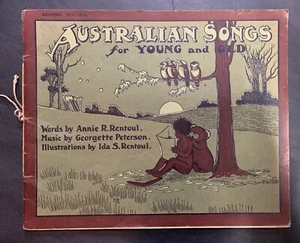 SECOND EDITION.
AUSTRALIAN SONGS
for YOUNG and OLD
Words by Annie R. Rentoul.
Music by Georgette Peterson.
Illustrations by Ida S. Rentoul.